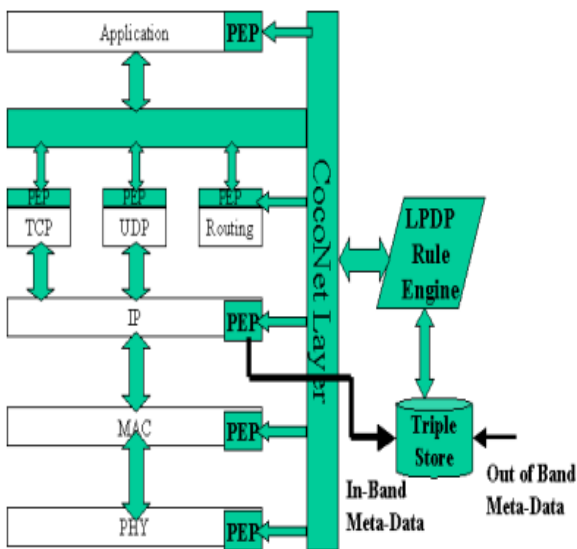 Application PEP
PEP PEP PEP
TCP UDP Routing
CocoNet Layer
LPDP
Rule
Engine
IP PEP
MAC PEP
Triple
Store
In-Band
Meta-Data
Out of Band
Meta-Data
PHY PEP